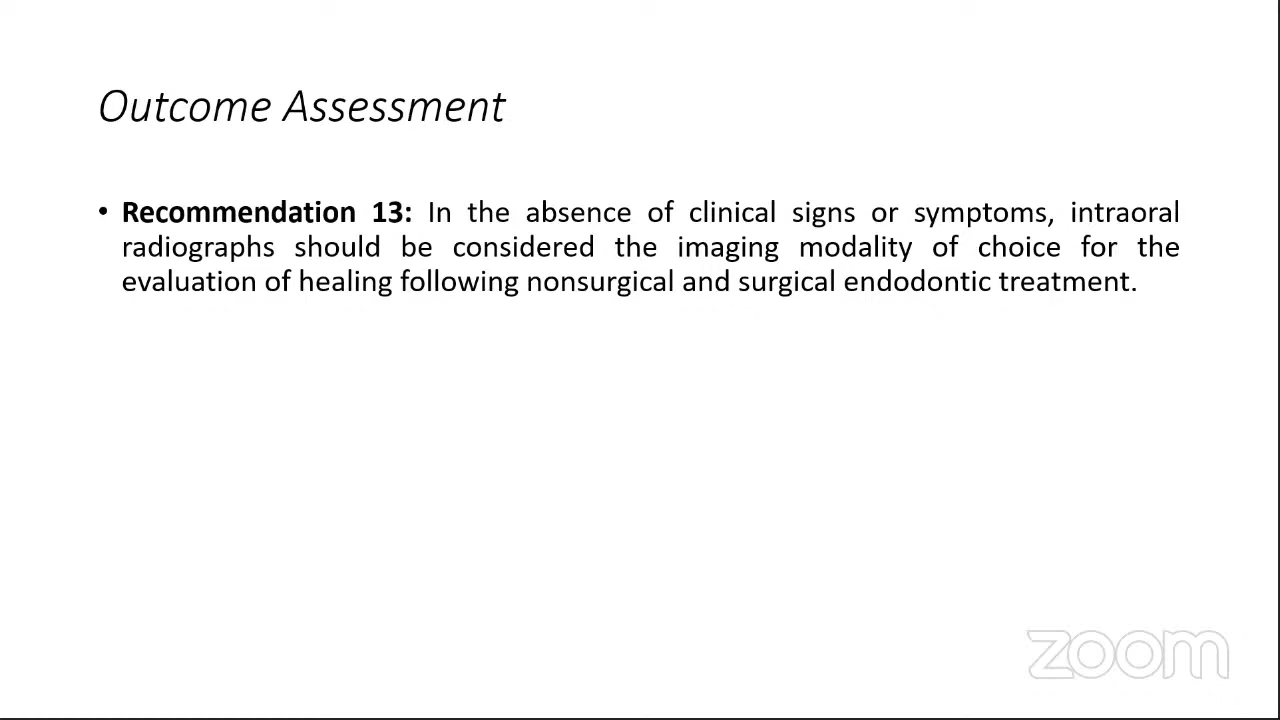 Outcome Assessment
• Recommendation 13: In the absence of clinical signs or symptoms, intraoral
radiographs should be considered the imaging modality of choice for the
evaluation of healing following nonsurgical and surgical endodontic treatment.
zoom